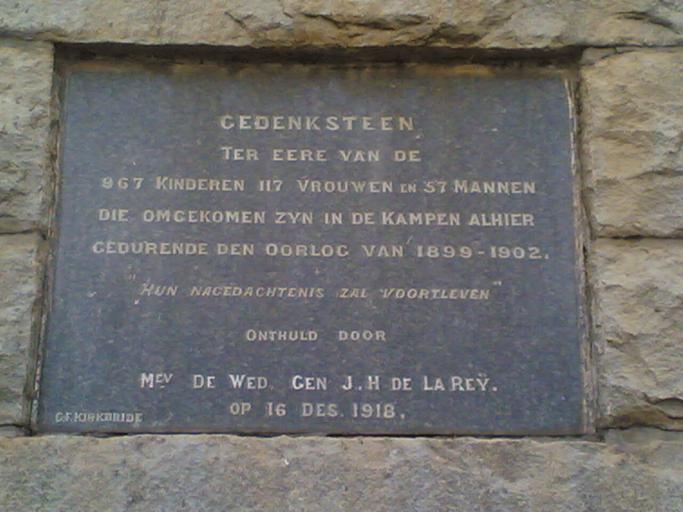 GEDENKSTEEN
TER EERE VAN DE
967 KINDEREN 117 VROUWEN EN 57 MANNEN
DIE OMGEKOMEN ZYN IN DE KAMPEN ALHIER
GEDURENDE DEN OORLOG VAN 1899-1902.
"HUN NAGEDACHTENIS ZAL VOORTLEVEN"
ONTHULD DOOR
MEV DE WED. GEN J.H DE LA REŸ.
OP 16 DES. 1918.
G.F. KIRKBRIDE